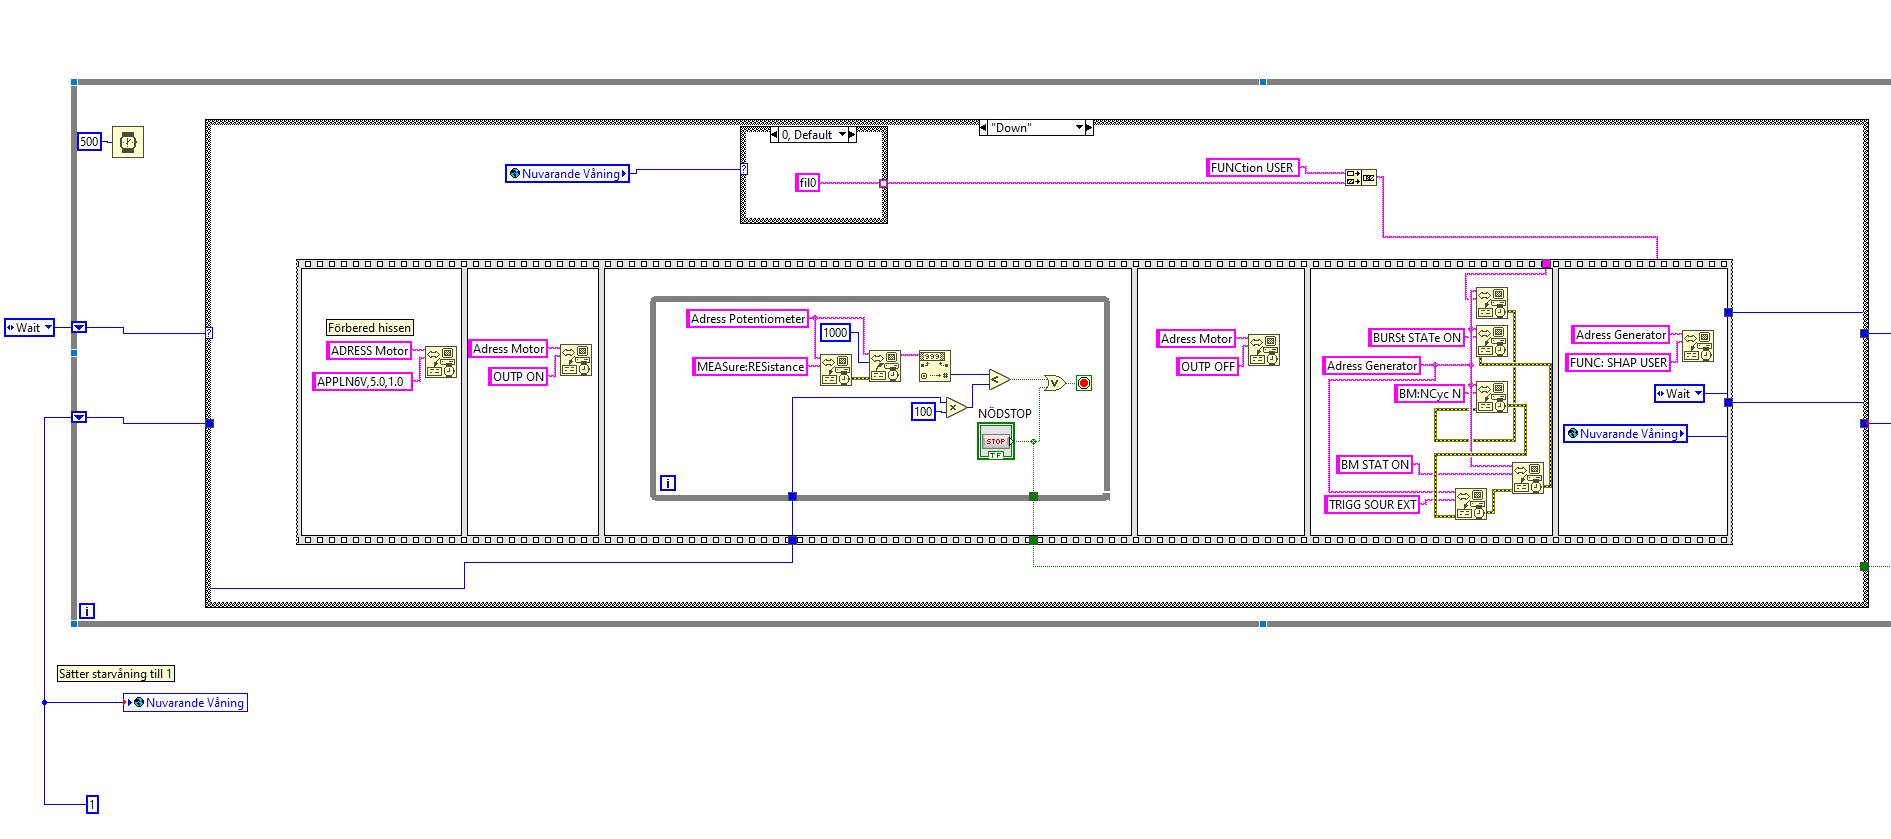 500
"Down"
0, Default
Nuvarande Våning
fil0
FUNCtion USER
Wait
Förbered hissen
ADRESS Motor
APPLN6V,5.0,1.0
Adress Motor
OUTP ON
Adress Potentiometer
1000
MEASure:RESistance
100
NÖDSTOP
STOP
TF
i
Adress Motor
OUTP OFF
BURSt STATe ON
Adress Generator
BM:NCyc N
BM STAT ON
TRIGG SOUR EXT
Adress Generator
FUNC: SHAP USER
Wait
Nuvarande Våning
i
Sätter starvåning till 1
Nuvarande Våning
1